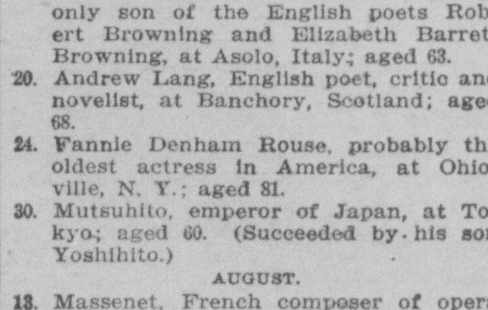 only son of the English poets Rob
ert Browning and Elizabeth Barret
Browning, at Asolo, Italy; aged 63.
20. Andrew Lang, English poet, critic an
novelist, at Banchory, Scotland; age
68.
24. Fannie Denham Rouse, probably th
oldest actress in America, at Ohio
ville, N. Y.; aged 81.
30. Mutsuhito, emperor of Japan, at To
kyo; aged 60. (Succeeded by his so
Yoshihito.)
AUGUST.
13. Massenet, French composer of opera